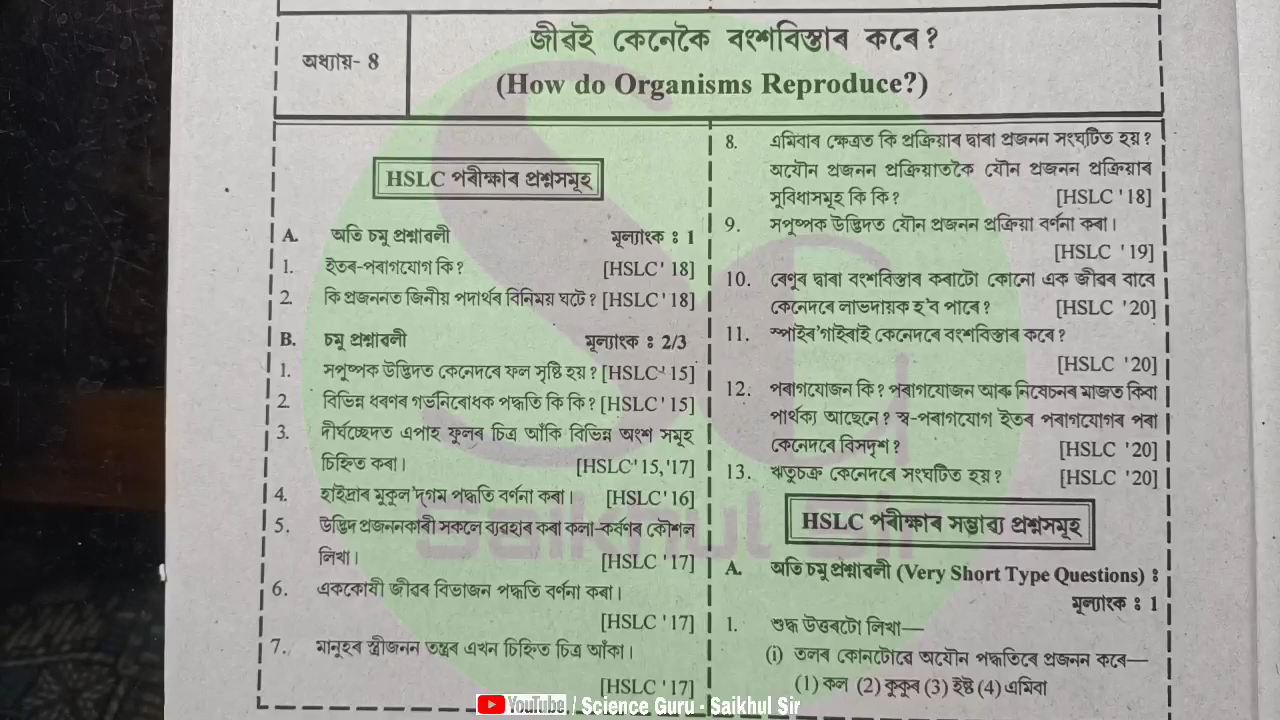 অধ্যায়- 8
জীৱই কেনেকৈ বংশবিস্তাৰ কৰে?
(How do Organisms Reproduce?)
HSLC পৰীক্ষাৰ প্ৰশ্নসমূহ
A. অতি চমু প্ৰশ্নাৱলী মূল্যাংক : 1
1. ইতৰ-পৰাগযোগ কি? [HSLC' 18]
2. কি প্ৰজননত জিনীয় পদাৰ্থৰ বিনিময় ঘটে? [HSLC' 18]
B. চমু প্ৰশ্নাৱলী মূল্যাংক : 2/3
1. সপুষ্পক উদ্ভিদত কেনেদৰে ফল সৃষ্টি হয়? [HSLC' 15]
2. বিভিন্ন ধৰণৰ গৰ্ভনিৰোধক পদ্ধতি কি কি? [HSLC' 15]
3. দীৰ্ঘচ্ছেদত এপাহ ফুলৰ চিত্ৰ আঁকি বিভিন্ন অংশ সমূহ
চিহ্নিত কৰা। [HSLC' 15, '17]
4. হাইড্ৰাৰ মুকুল'দ্গম পদ্ধতি বৰ্ণনা কৰা। [HSLC' 16]
5. উদ্ভিদ প্ৰজননকাৰী সকলে ব্যৱহাৰ কৰা কলা-কৰ্ষণৰ কৌশল
লিখা। [HSLC ' 17]
6. এককোষী জীৱৰ বিভাজন পদ্ধতি বৰ্ণনা কৰা।
[HSLC ' 17]
7. মানুহৰ স্ত্ৰীজনন তন্ত্ৰৰ এখন চিহ্নিত চিত্ৰ আঁকা।
[HSLC ' 17]
8. এমিবাৰ ক্ষেত্ৰত কি প্ৰক্ৰিয়াৰ দ্বাৰা প্ৰজনন সংঘটিত হয়?
অযৌন প্ৰজনন প্ৰক্ৰিয়াতকৈ যৌন প্ৰজনন প্ৰক্ৰিয়াৰ
সুবিধাসমূহ কি কি? [HSLC ' 18]
9. সপুষ্পক উদ্ভিদত যৌন প্ৰজনন প্ৰক্ৰিয়া বৰ্ণনা কৰা।
[HSLC '19]
10. ৰেণুৰ দ্বাৰা বংশবিস্তাৰ কৰাটো কোনো এক জীৱৰ বাবে
কেনেদৰে লাভদায়ক হ'ব পাৰে? [HSLC '20]
11. স্পাইৰ'গাইৰাই কেনেদৰে বংশবিস্তাৰ কৰে?
[HSLC '20]
12. পৰাগযোজন কি? পৰাগযোজন আৰু নিষেচনৰ মাজত কিবা
পাৰ্থক্য আছেনে? স্ব-পৰাগযোগ ইতৰ পৰাগযোগৰ পৰা
কেনেদৰে বিসদৃশ? [HSLC '20]
13. ঋতুচক্ৰ কেনেদৰে সংঘটিত হয়? [HSLC '20]
HSLC পৰীক্ষাৰ সম্ভাব্য প্ৰশ্নসমূহ
A. অতি চমু প্ৰশ্নাৱলী (Very Short Type Questions) :
মূল্যাংক : 1
1. শুদ্ধ উত্তৰটো লিখা—
(i) তলৰ কোনটোৱে অযৌন পদ্ধতিৰে প্ৰজনন কৰে—
(1) কল (2) কুকুৰ (3) ইষ্ট (4) এমিবা
Saikhul Sir
YouTube / Science Guru - Saikhul Sir